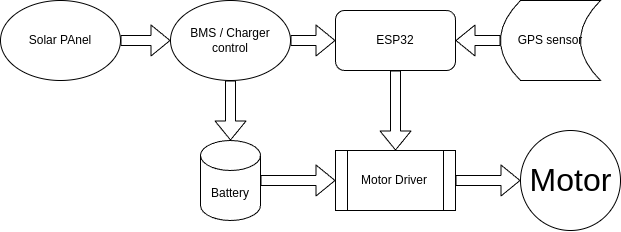 Solar PAnel
BMS / Charger
control
ESP32
GPS sensor
Battery
Motor Driver
Motor